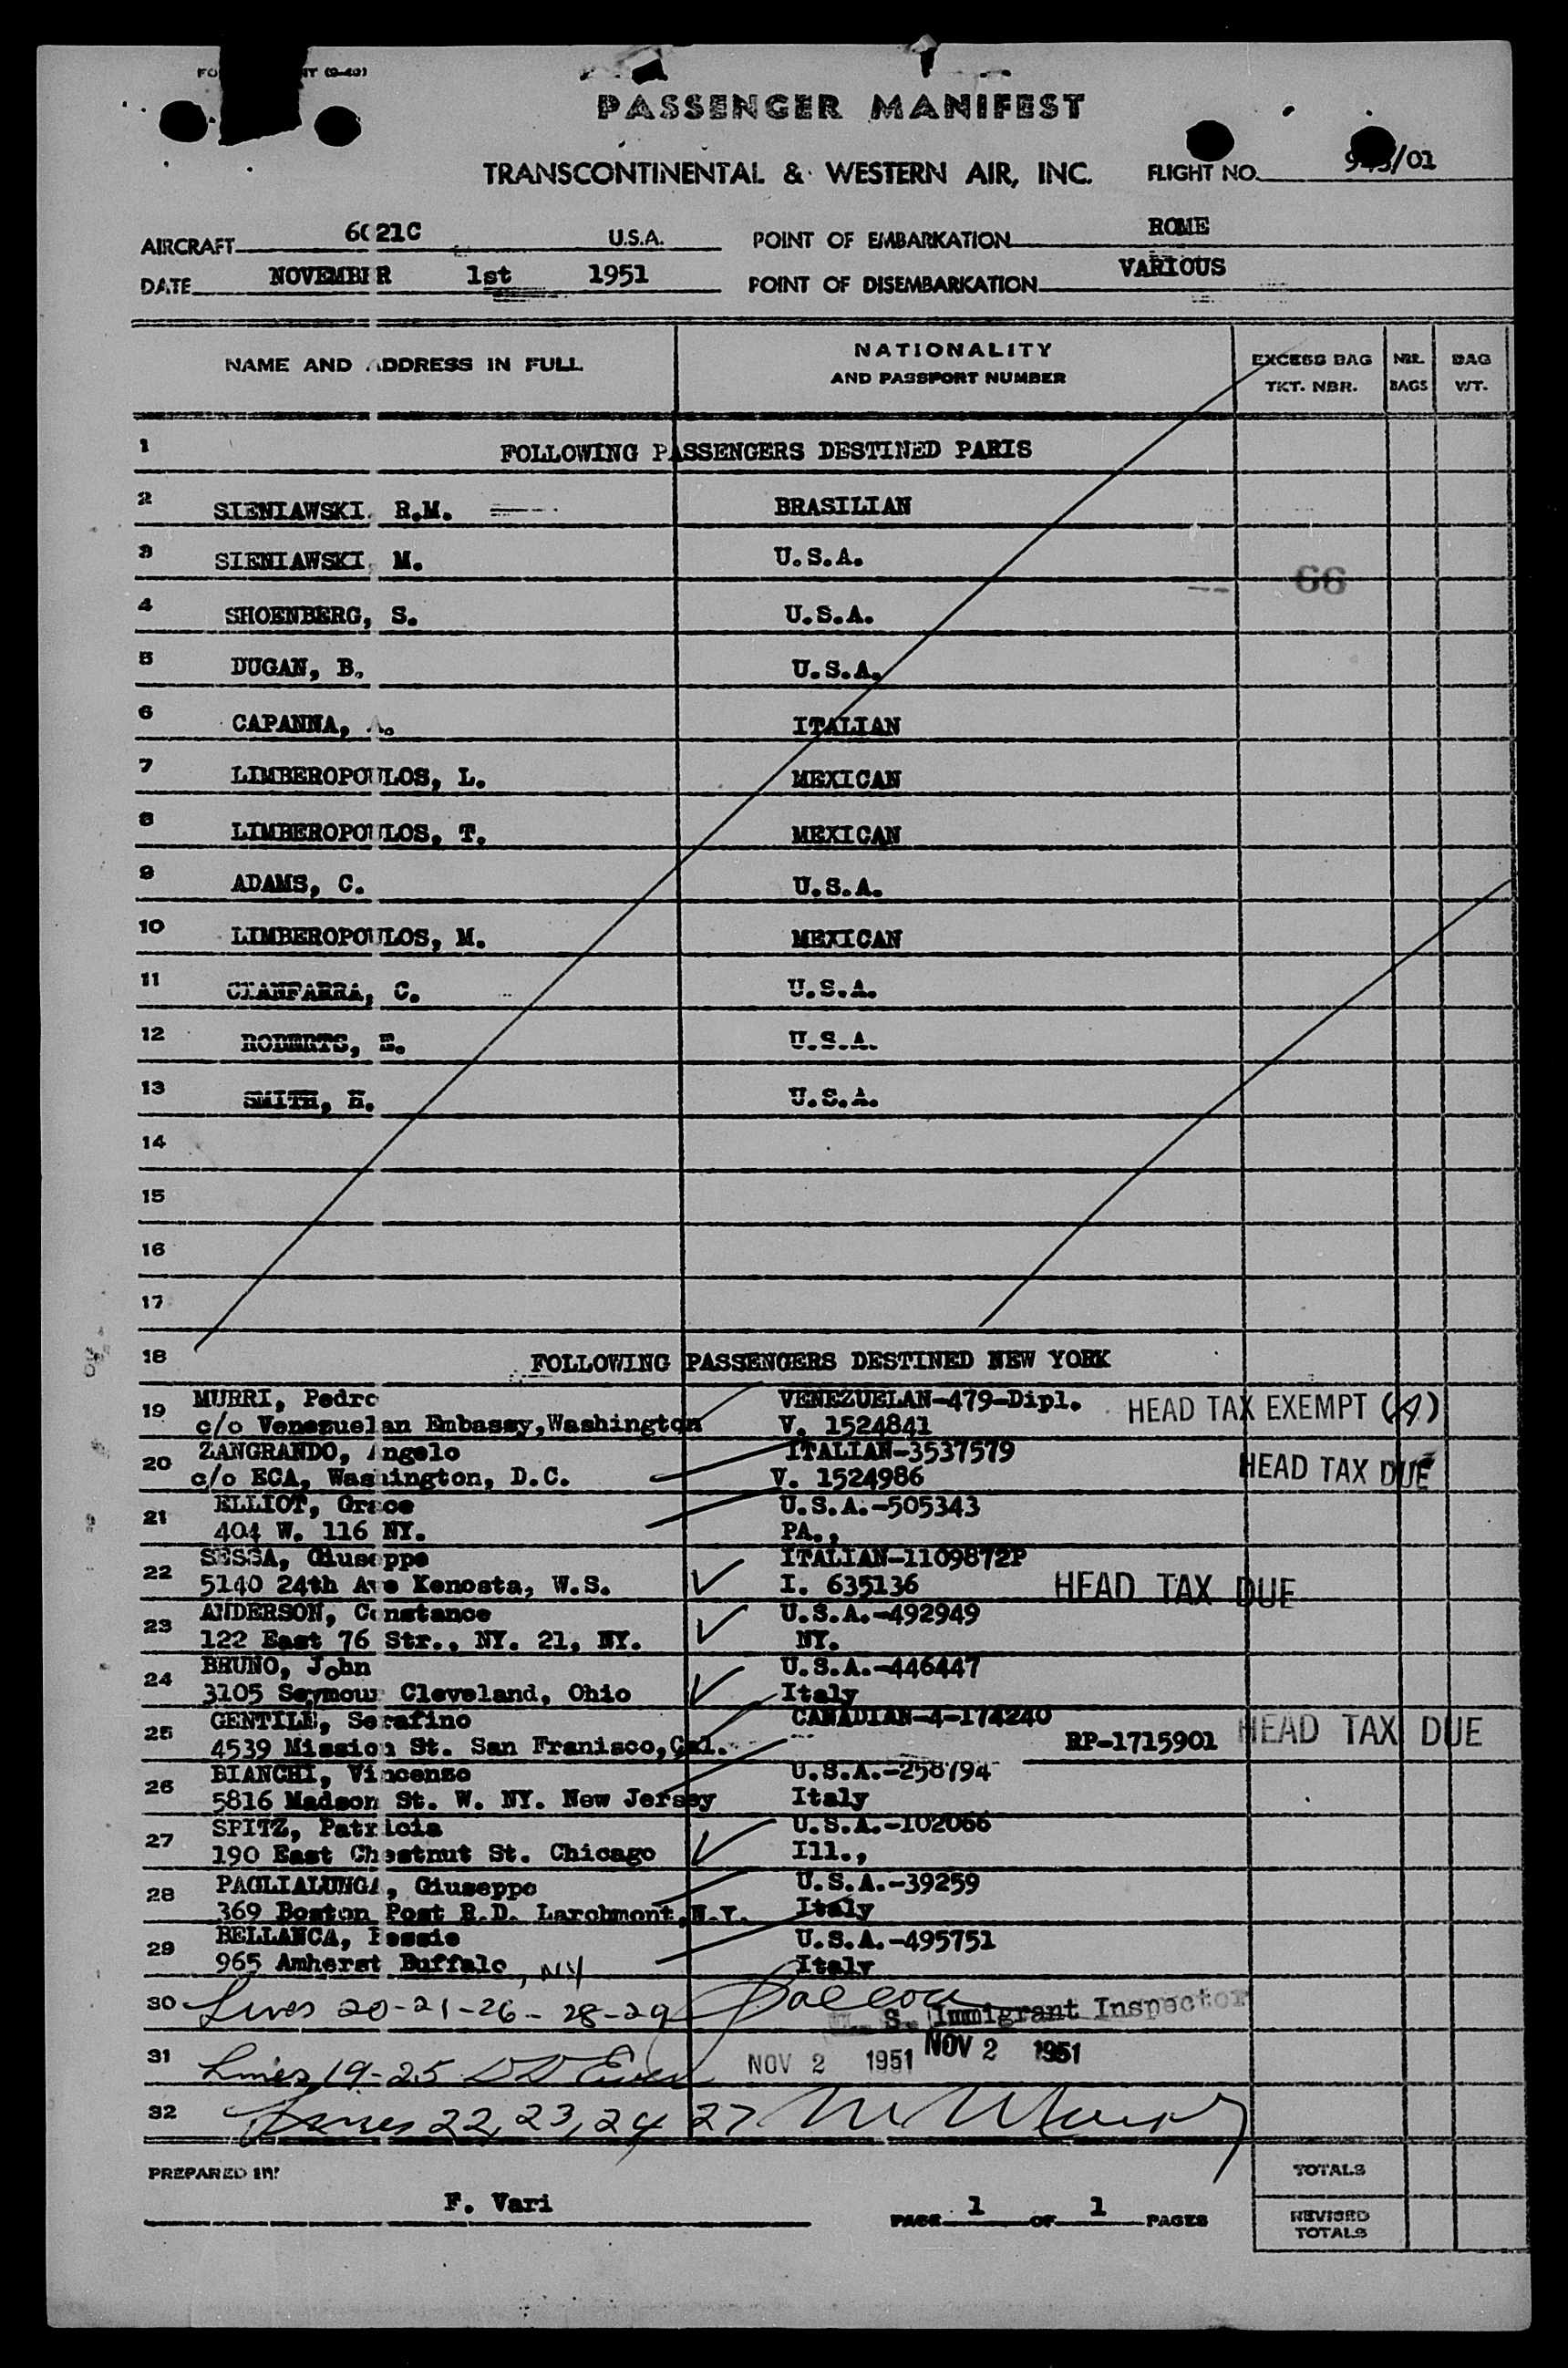 PASSENGER MANIFEST
TRANSCONTINENTAL & WESTERN AIR, INC.
FLIGHT NO. /01
AIRCRAFT 6021C U.S.A.
POINT OF EMBARKATION ROME
DATE NOVEMBER 1st 1951
POINT OF DISEMBARKATION VARIOUS
NAME AND ADDRESS IN FULL
NATIONALITY
AND PASSPORT NUMBER
EXCESS BAG
TKT. NBR.
NBR.
BAGS
BAG
WT.
1 FOLLOWING PASSENGERS DESTINED PARIS
2 SIENIAWSKI R.M. BRASILIAN
3 SIENIAWSKI, M. U.S.A.
66
4 SHOENBERG, S. U.S.A.
5 DUGAN, B. U.S.A.
6 CAPANNA, A. ITALIAN
7 LIMBEROPOULOS, L. MEXICAN
8 LIMBEROPOULOS, T. MEXICAN
9 ADAMS, C. U.S.A.
10 LIMBEROPOULOS, M. MEXICAN
11 CIANFARRA, C. U.S.A.
12 ROBERTS, E. U.S.A.
13 SMITH, H. U.S.A.
14
15
16
17
18 FOLLOWING PASSENGERS DESTINED NEW YORK
19 MURRI, Pedro VENEZUELAN-479-Dipl. HEAD TAX EXEMPT
c/o Venezuelan Embassy, Washington V. 1524841
20 ZANGRANDO, Angelo ITALIAN-3537579 HEAD TAX DUE
c/o ECA, Washington, D.C. V. 1524986
21 ELLIOT, Grace U.S.A.-505343
404 W. 116 NY. PA.,
22 SESSA, Giuseppe ITALIAN-1109872P
5140 24th Ave Kenosta, W.S. I. 635136 HEAD TAX DUE
23 ANDERSON, Constance U.S.A.-492949
122 East 76 Str., NY. 21, NY. NY.
24 BRUNO, John U.S.A.-446447
3105 Seymour Cleveland, Ohio Italy
25 GENTILE, Serafino CANADIAN-4-174240
4539 Mission St. San Franisco, Cal. RP-1715901 HEAD TAX DUE
26 BIANCHI, Vincenzo U.S.A.-258794
5816 Madson St. W. NY. New Jersey Italy
27 SPITZ, Patricia U.S.A.-102066
190 East Chestnut St. Chicago Ill.,
28 PAGLIALUNGA, Giuseppe U.S.A.-39259
369 Boston Post R.D. Larchmont, N.Y. Italy
29 BELLANCA, Bessie U.S.A.-495751
965 Amherst Buffalo, NY Italy
30 Lines 20-21-26-28-29
U. S. Immigrant Inspector
31 Lines 19-25 NOV 2 1951 NOV 2 1951
32 Lines 22, 23, 24 27
PREPARED BY
F. Vari
PAGE 1 OF 1 PAGES
TOTALS
REVISED
TOTALS